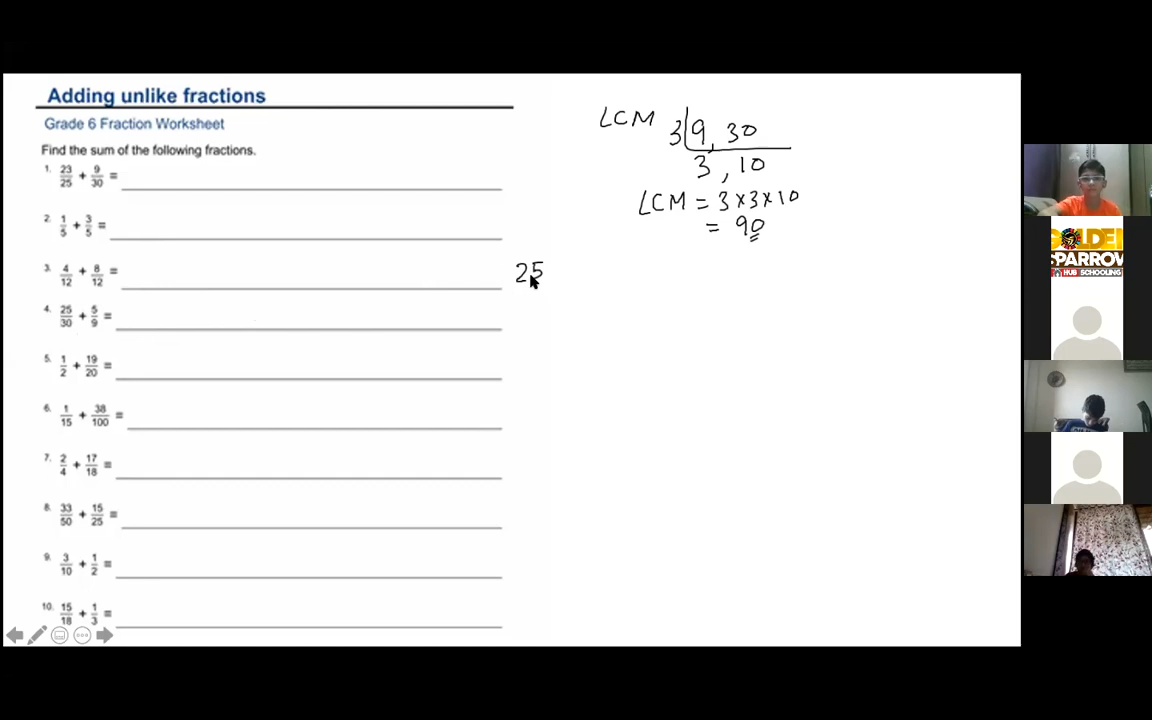 Adding unlike fractions
Grade 6 Fraction Worksheet
Find the sum of the following fractions.
1. 23/25 + 9/30 =
2. 1/5 + 3/5 =
3. 4/12 + 8/12 =
4. 25/30 + 5/9 =
5. 1/2 + 19/20 =
6. 1/15 + 38/100 =
7. 2/4 + 17/18 =
8. 33/50 + 15/25 =
9. 3/10 + 1/2 =
10. 15/18 + 1/3 =
25
LCM 3 9, 30
3, 10
LCM = 3 × 3 × 10
= 90
GOLDEN
SPARROW
HUB SCHOOLING